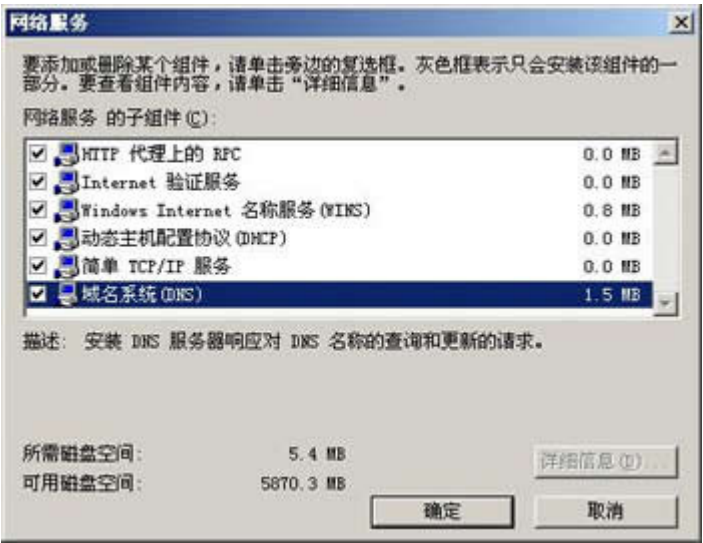 网络服务
要添加或删除某个组件，请单击旁边的复选框。灰色框表示只会安装该组件的一
部分。要查看组件内容，请单击“详细信息”。
网络服务 的子组件(C):
HTTP 代理上的 RPC 0.0 MB
Internet 验证服务 0.0 MB
Windows Internet 名称服务(WINS) 0.8 MB
动态主机配置协议(DHCP) 0.0 MB
简单 TCP/IP 服务 0.0 MB
域名系统(DNS) 1.5 MB
描述: 安装 DNS 服务器响应对 DNS 名称的查询和更新的请求。
所需磁盘空间: 5.4 MB
可用磁盘空间: 5870.3 MB
详细信息(D)...
确定
取消